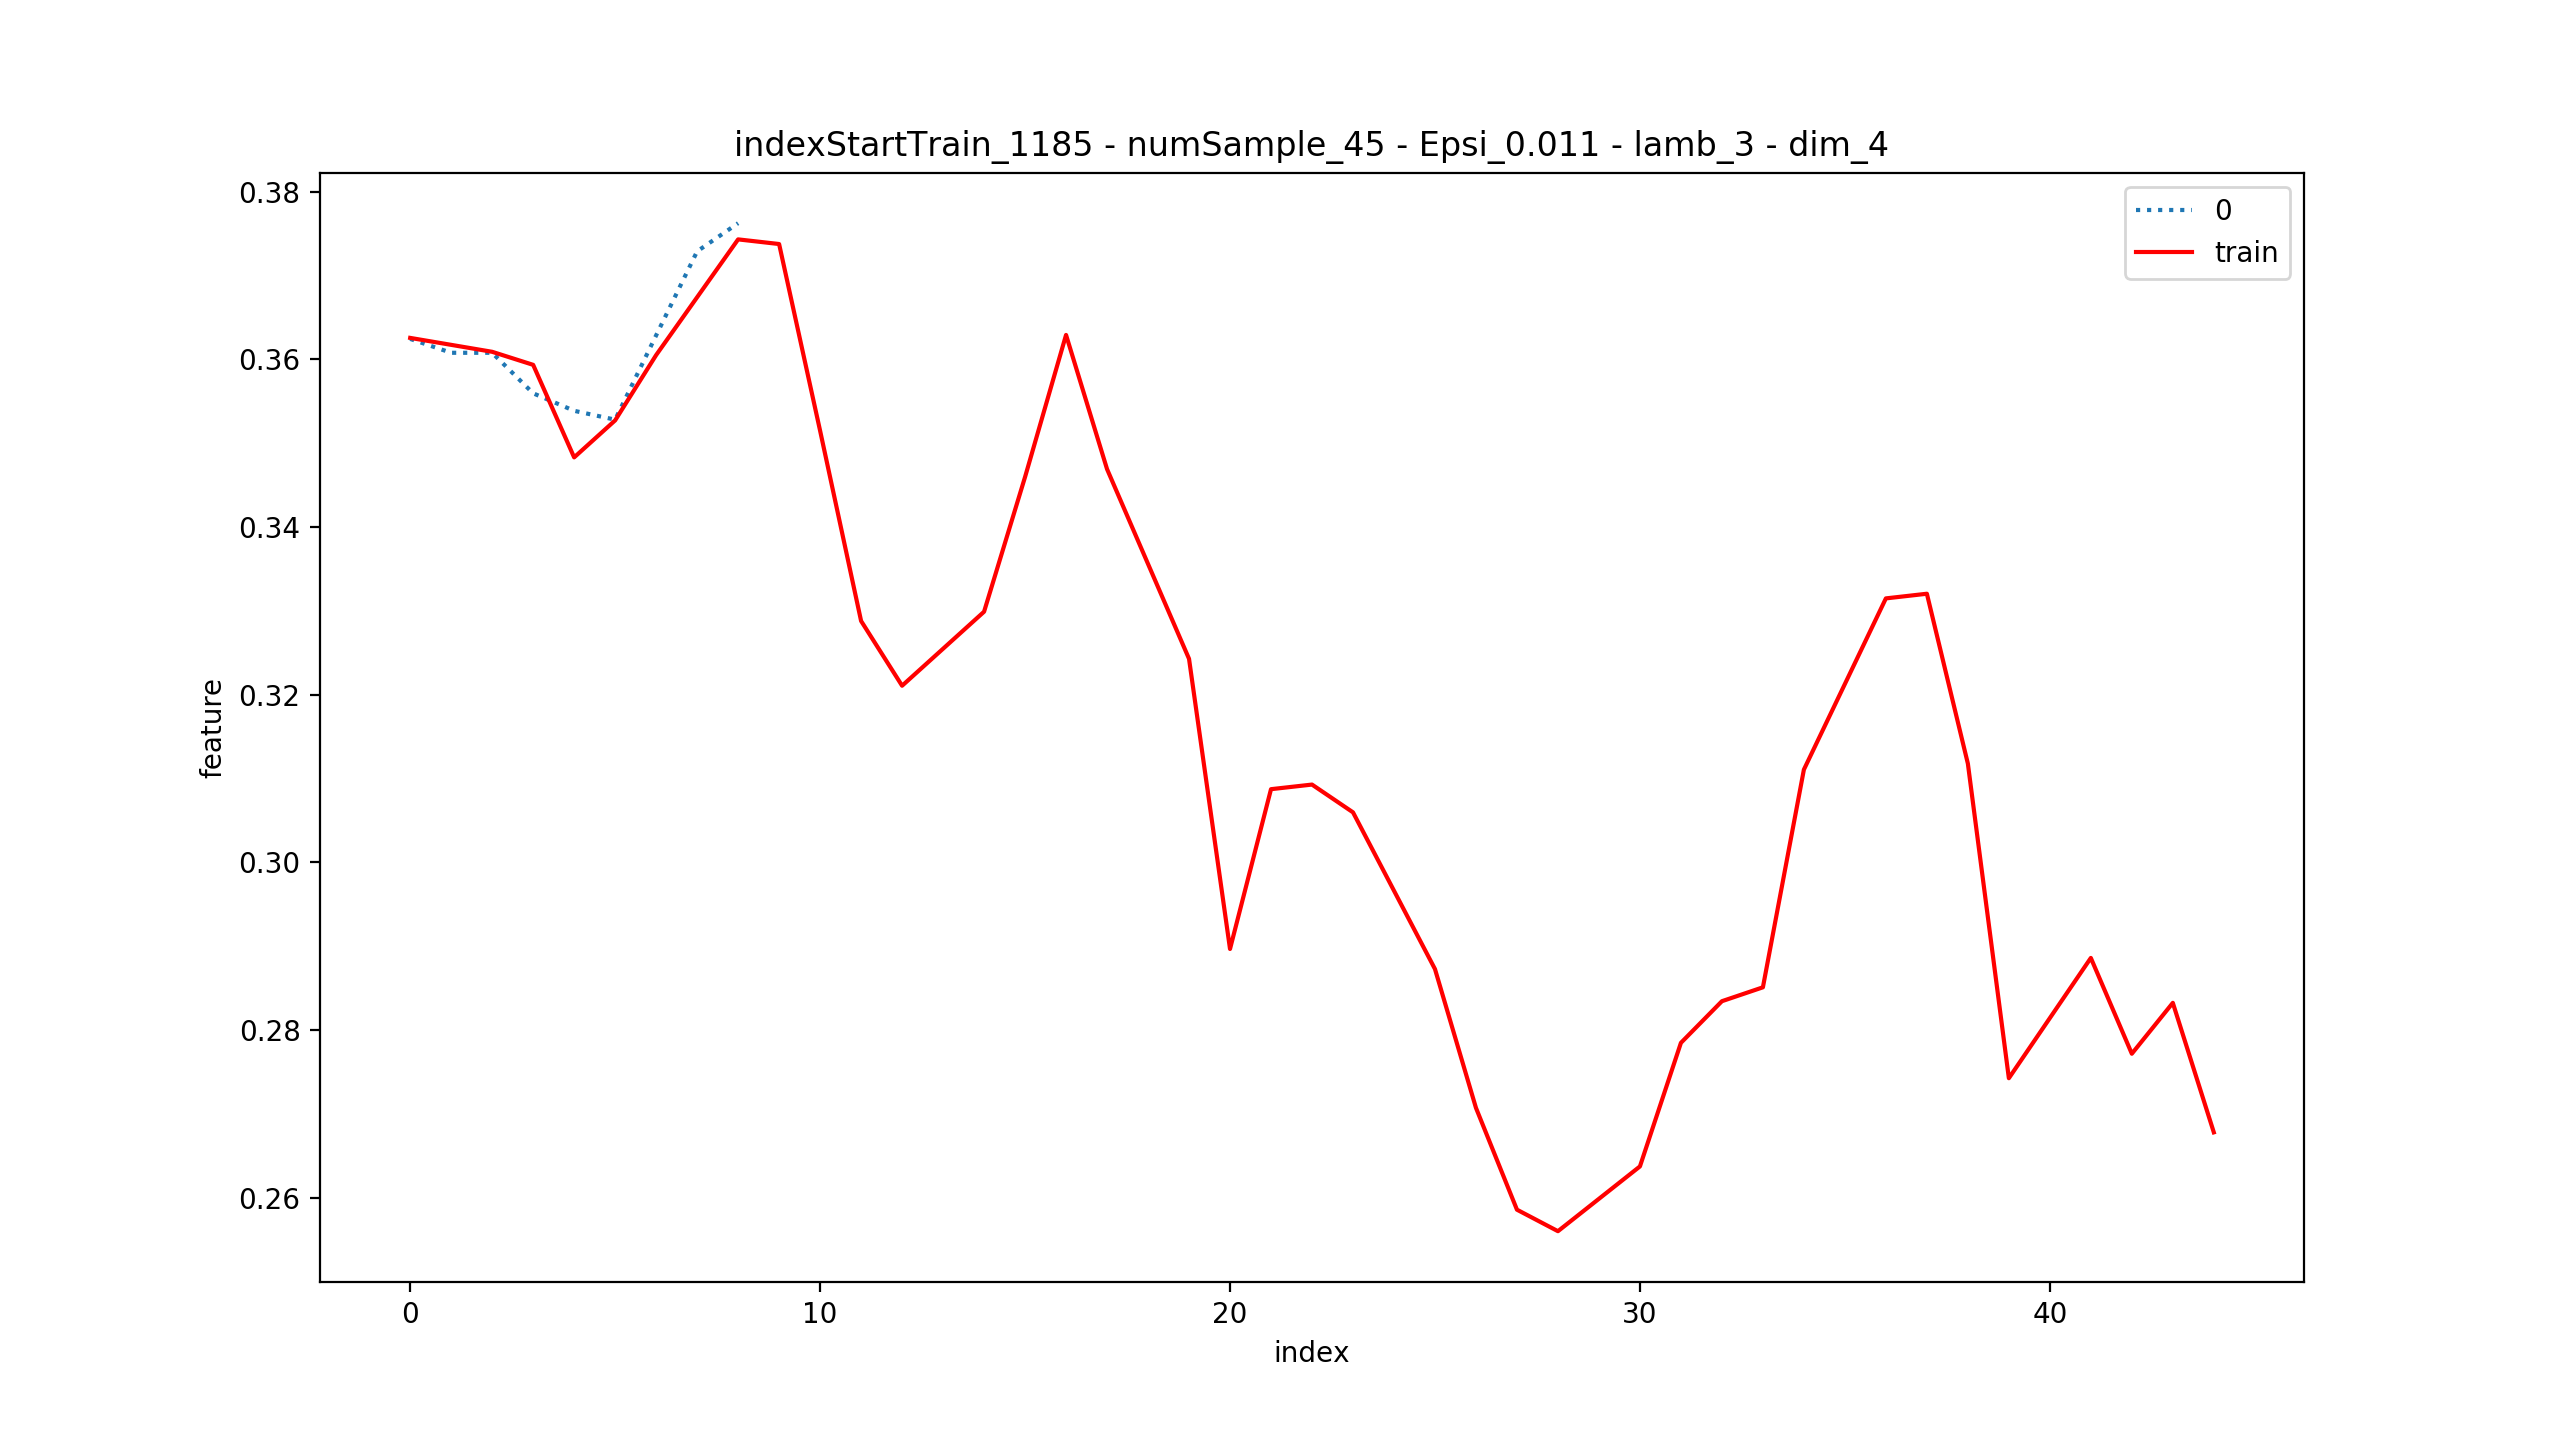 indexStartTrain_1185 - numSample_45 - Epsi_0.011 - lamb_3 - dim_4
0
train
0.38
0.36
0.34
0.32
0.30
0.28
0.26
feature
0 10 20 30 40
index